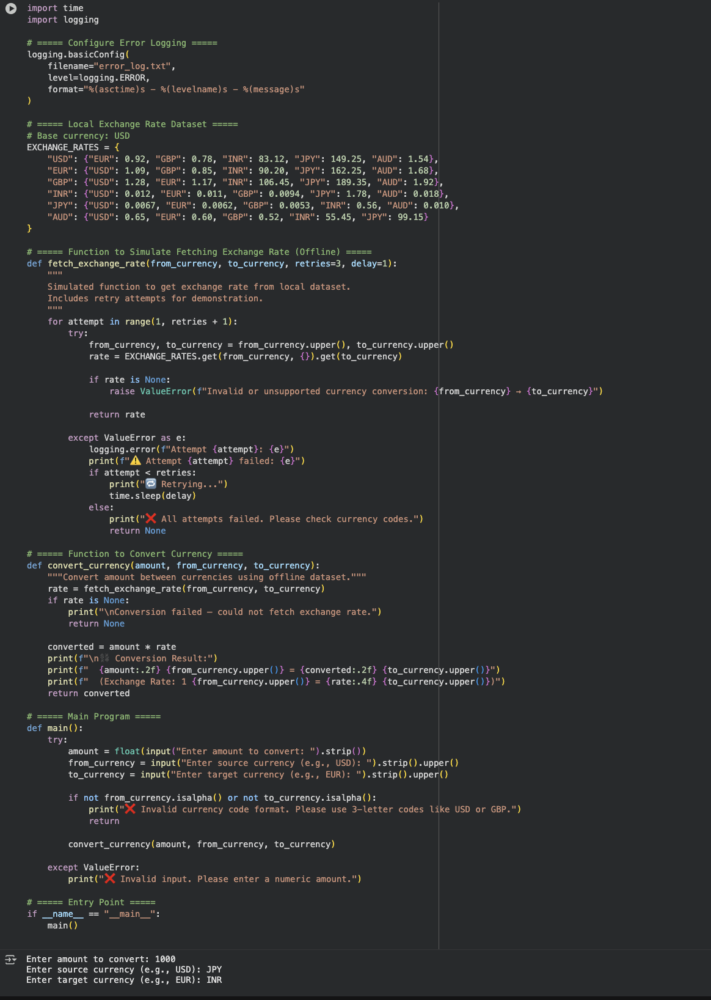 import time
import logging
# ===== Configure Error Logging =====
logging.basicConfig(
    filename="error_log.txt",
    level=logging.ERROR,
    format="%(asctime)s - %(levelname)s - %(message)s"
)
# ===== Local Exchange Rate Dataset =====
# Base currency: USD
EXCHANGE_RATES = {
    "USD": {"EUR": 0.92, "GBP": 0.78, "INR": 83.12, "JPY": 149.25, "AUD": 1.54},
    "EUR": {"USD": 1.09, "GBP": 0.85, "INR": 90.20, "JPY": 162.25, "AUD": 1.68},
    "GBP": {"USD": 1.28, "EUR": 1.17, "INR": 106.45, "JPY": 189.35, "AUD": 1.92},
    "INR": {"USD": 0.012, "EUR": 0.011, "GBP": 0.0094, "JPY": 1.78, "AUD": 0.018},
    "JPY": {"USD": 0.0067, "EUR": 0.0062, "GBP": 0.0053, "INR": 0.56, "AUD": 0.010},
    "AUD": {"USD": 0.65, "EUR": 0.60, "GBP": 0.52, "INR": 55.45, "JPY": 99.15}
}
# ===== Function to Simulate Fetching Exchange Rate (Offline) =====
def fetch_exchange_rate(from_currency, to_currency, retries=3, delay=1):
    """
    Simulated function to get exchange rate from local dataset.
    Includes retry attempts for demonstration.
    """
    for attempt in range(1, retries + 1):
        try:
            from_currency, to_currency = from_currency.upper(), to_currency.upper()
            rate = EXCHANGE_RATES.get(from_currency, {}).get(to_currency)
            if rate is None:
                raise ValueError(f"Invalid or unsupported currency conversion: {from_currency} → {to_currency}")
            return rate
        except ValueError as e:
            logging.error(f"Attempt {attempt}: {e}")
            print(f"⚠️ Attempt {attempt} failed: {e}")
            if attempt < retries:
                print("🔁 Retrying...")
                time.sleep(delay)
            else:
                print("❌ All attempts failed. Please check currency codes.")
                return None
# ===== Function to Convert Currency =====
def convert_currency(amount, from_currency, to_currency):
    """Convert amount between currencies using offline dataset."""
    rate = fetch_exchange_rate(from_currency, to_currency)
    if rate is None:
        print("\nConversion failed — could not fetch exchange rate.")
        return None
    converted = amount * rate
    print(f"\n💱 Conversion Result:")
    print(f"  {amount:.2f} {from_currency.upper()} = {converted:.2f} {to_currency.upper()}")
    print(f"  (Exchange Rate: 1 {from_currency.upper()} = {rate:.4f} {to_currency.upper()})")
    return converted
# ===== Main Program =====
def main():
    try:
        amount = float(input("Enter amount to convert: ").strip())
        from_currency = input("Enter source currency (e.g., USD): ").strip().upper()
        to_currency = input("Enter target currency (e.g., EUR): ").strip().upper()
        if not from_currency.isalpha() or not to_currency.isalpha():
            print("❌ Invalid currency code format. Please use 3-letter codes like USD or GBP.")
            return
        convert_currency(amount, from_currency, to_currency)
    except ValueError:
        print("❌ Invalid input. Please enter a numeric amount.")
# ===== Entry Point =====
if __name__ == "__main__":
    main()
Enter amount to convert: 1000
Enter source currency (e.g., USD): JPY
Enter target currency (e.g., EUR): INR